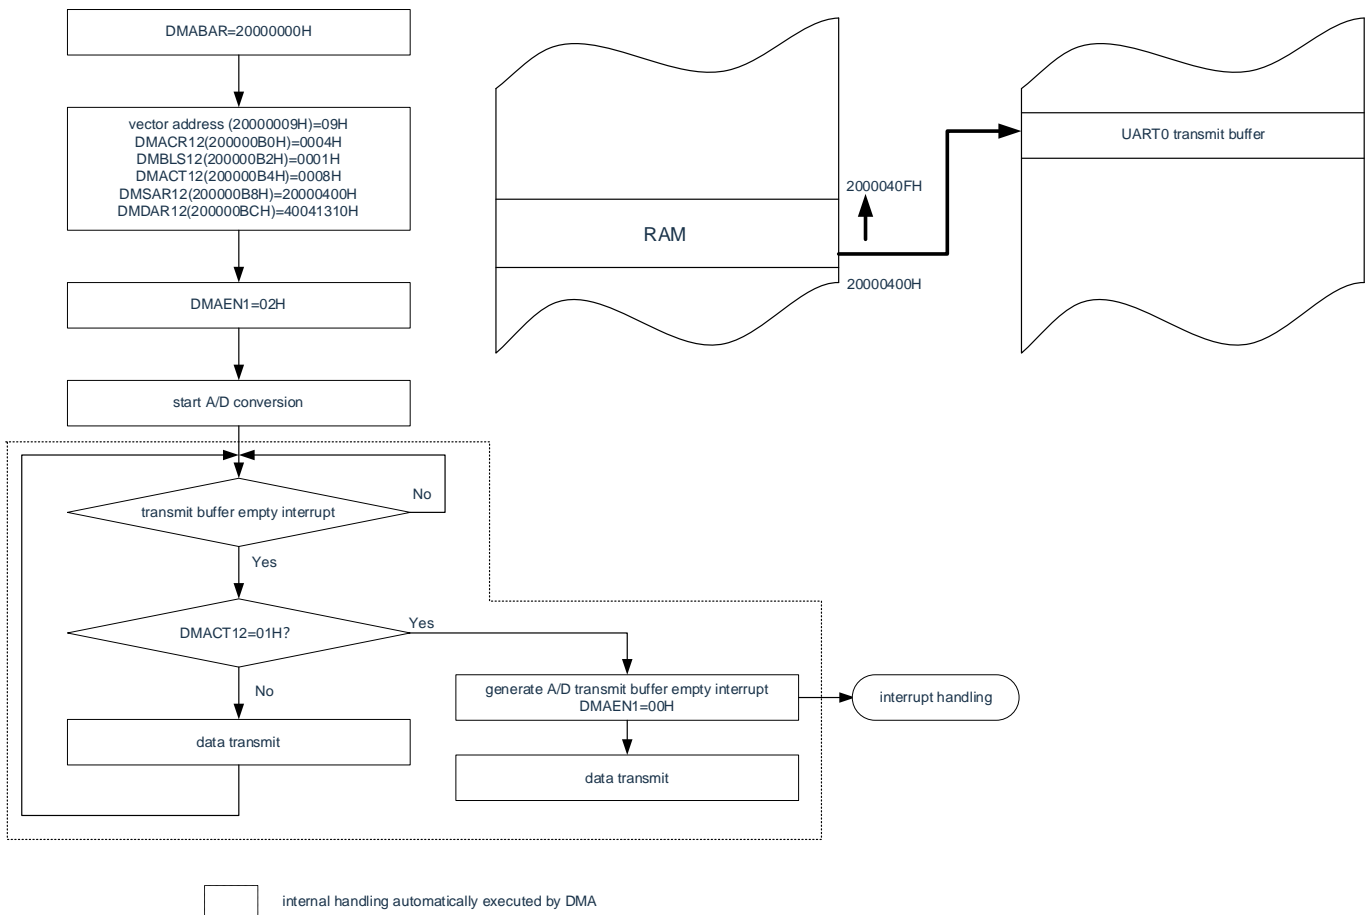 DMABAR=20000000H
vector address (20000009H)=09H
DMACR12(200000B0H)=0004H
DMBLS12(200000B2H)=0001H
DMACT12(200000B4H)=0008H
DMSAR12(200000B8H)=20000400H
DMDAR12(200000BCH)=40041310H
DMAEN1=02H
start A/D conversion
No
transmit buffer empty interrupt
Yes
DMACT12=01H?
Yes
No
data transmit
generate A/D transmit buffer empty interrupt
DMAEN1=00H
data transmit
interrupt handling
RAM
2000040FH
20000400H
UART0 transmit buffer
internal handling automatically executed by DMA